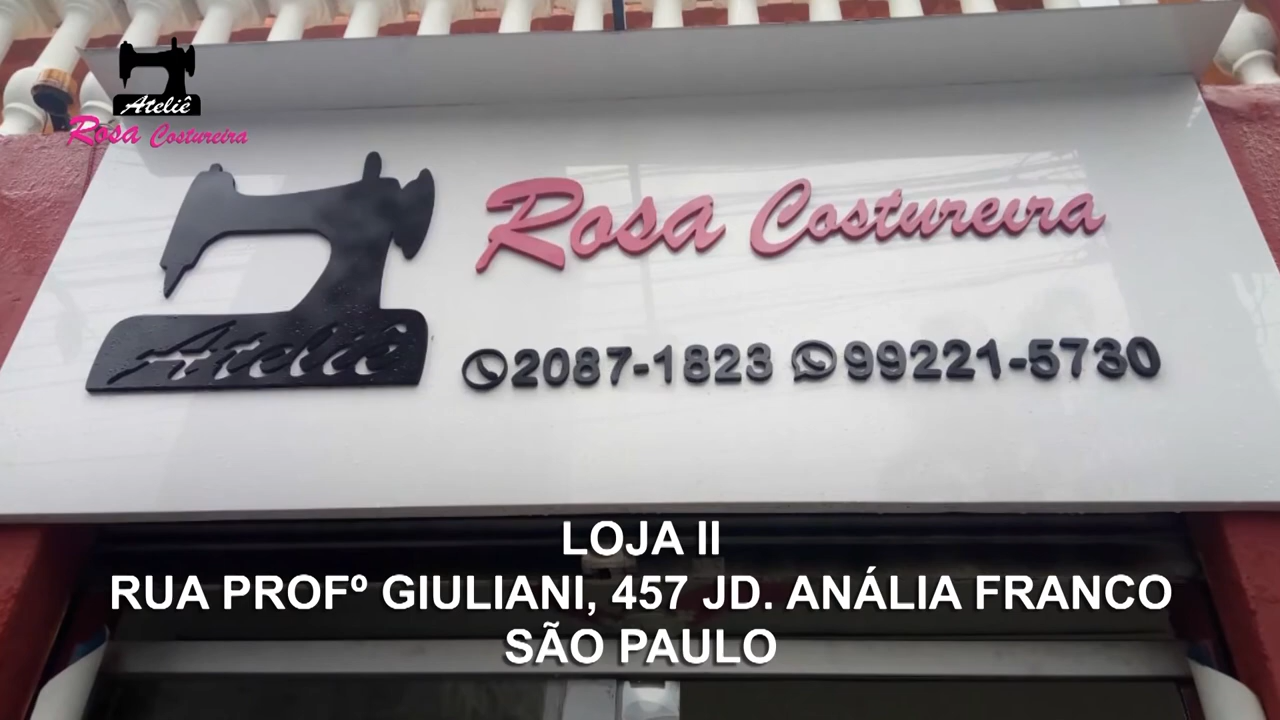 Ateliê
Rosa Costureira
Rosa Costureira
Ateliê
2087-1823 99221-5730
LOJA II
RUA PROFº GIULIANI, 457 JD. ANÁLIA FRANCO
SÃO PAULO